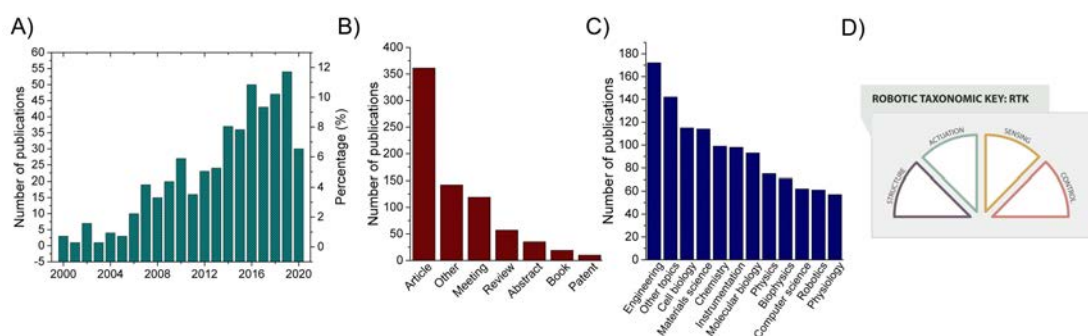 A)
Number of publications
60
55
50
45
40
35
30
25
20
15
10
5
0
-5
2000 2004 2008 2012 2016 2020
12
10
8
6
4
2
0
Percentage (%)
B)
Number of publications
400
350
300
250
200
150
100
50
0
Article
Other
Meeting
Review
Abstract
Book
Patent
C)
Number of publications
180
160
140
120
100
80
60
40
20
0
Engineering
Other topics
Cell biology
Materials science
Chemistry
Instrumentation
Molecular biology
Physics
Biophysics
Computer science
Robotics
Physiology
D)
ROBOTIC TAXONOMIC KEY: RTK
STRUCTURE
ACTUATION
SENSING
CONTROL